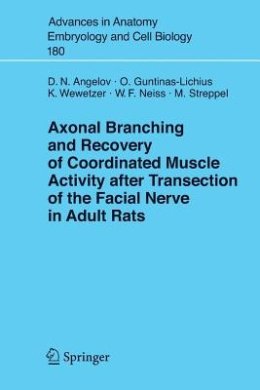 Advances in Anatomy
Embryology and Cell Biology
180
D. N. Angelov · O. Guntinas-Lichius
K. Wewetzer · W. F. Neiss · M. Streppel
Axonal Branching
and Recovery
of Coordinated Muscle
Activity after Transection
of the Facial Nerve
in Adult Rats
Springer